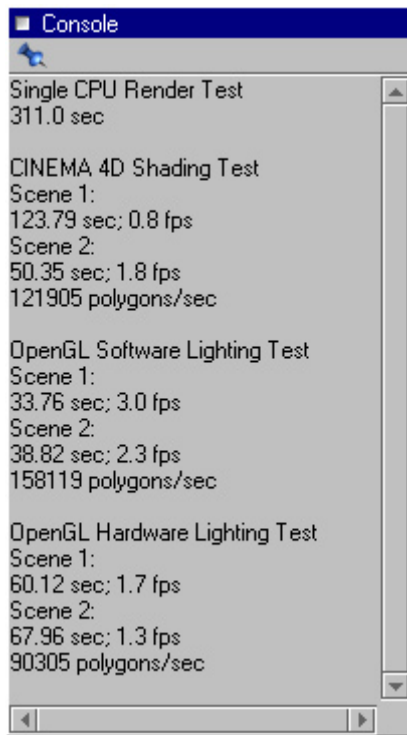 Console
Single CPU Render Test
311.0 sec
CINEMA 4D Shading Test
Scene 1:
123.79 sec; 0.8 fps
Scene 2:
50.35 sec; 1.8 fps
121905 polygons/sec
OpenGL Software Lighting Test
Scene 1:
33.76 sec; 3.0 fps
Scene 2:
38.82 sec; 2.3 fps
158119 polygons/sec
OpenGL Hardware Lighting Test
Scene 1:
60.12 sec; 1.7 fps
Scene 2:
67.96 sec; 1.3 fps
90305 polygons/sec